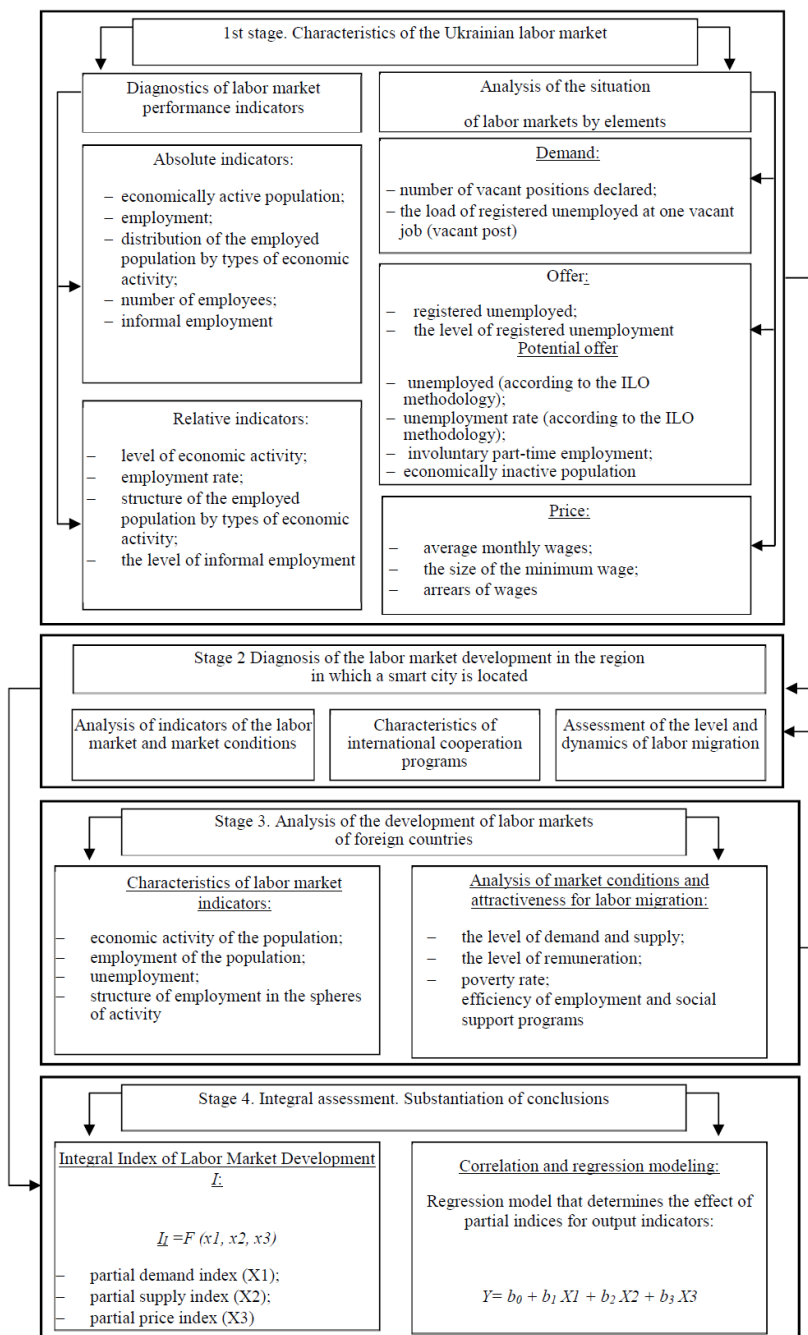 1st stage. Characteristics of the Ukrainian labor market
Diagnostics of labor market
performance indicators
Absolute indicators:
– economically active population;
– employment;
– distribution of the employed
population by types of economic
activity;
– number of employees;
– informal employment
Relative indicators:
– level of economic activity;
– employment rate;
– structure of the employed
population by types of economic
activity;
– the level of informal employment
Analysis of the situation
of labor markets by elements
Demand:
– number of vacant positions declared;
– the load of registered unemployed at one vacant
job (vacant post)
Offer:
– registered unemployed;
– the level of registered unemployment
Potential offer
– unemployed (according to the ILO
methodology);
– unemployment rate (according to the ILO
methodology);
– involuntary part-time employment;
– economically inactive population
Price:
– average monthly wages;
– the size of the minimum wage;
– arrears of wages
Stage 2 Diagnosis of the labor market development in the region
in which a smart city is located
Analysis of indicators of the labor
market and market conditions
Characteristics of
international cooperation
programs
Assessment of the level and
dynamics of labor migration
Stage 3. Analysis of the development of labor markets
of foreign countries
Characteristics of labor market
indicators:
– economic activity of the population;
– employment of the population;
– unemployment;
– structure of employment in the spheres
of activity
Analysis of market conditions and
attractiveness for labor migration:
– the level of demand and supply;
– the level of remuneration;
– poverty rate;
efficiency of employment and social
support programs
Stage 4. Integral assessment. Substantiation of conclusions
Integral Index of Labor Market Development
I:
I_I =F (x1, x2, x3)
– partial demand index (X1);
– partial supply index (X2);
– partial price index (X3)
Correlation and regression modeling:
Regression model that determines the effect of
partial indices for output indicators:
Y= b₀ + b₁ X1 + b₂ X2 + b₃ X3